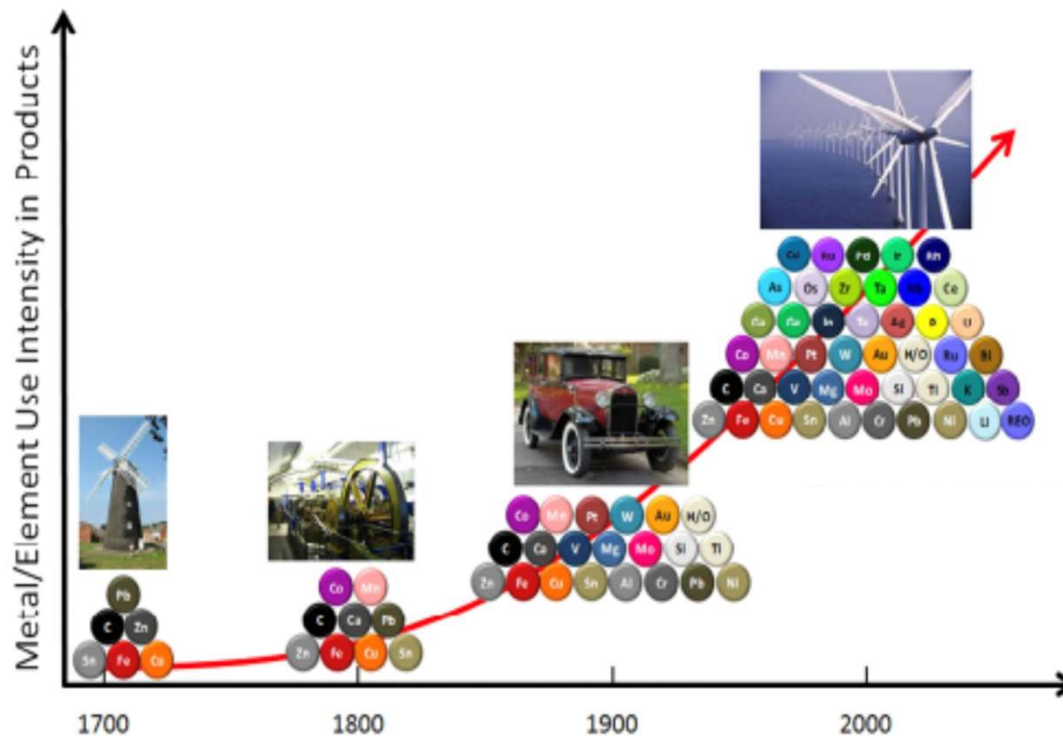 Metal/Element Use Intensity in Products
Pb
C Zn
Sn Fe Cu
Co Mn
C Ca Pb
Zn Fe Cu Sn
Co Mn Pt W Au H/O
C Ca V Mg Mo Si Ti
Zn Fe Cu Sn Al Cr Pb Ni
Ru Pd Ir Rh
As Os Zr Ta Nb Ce
In Ag U
Co Mn Pt W Au H/O Ru Bi
C Ca V Mg Mo Si Ti K Sb
Zn Fe Cu Sn Al Cr Pb Ni Li REO
1700 1800 1900 2000